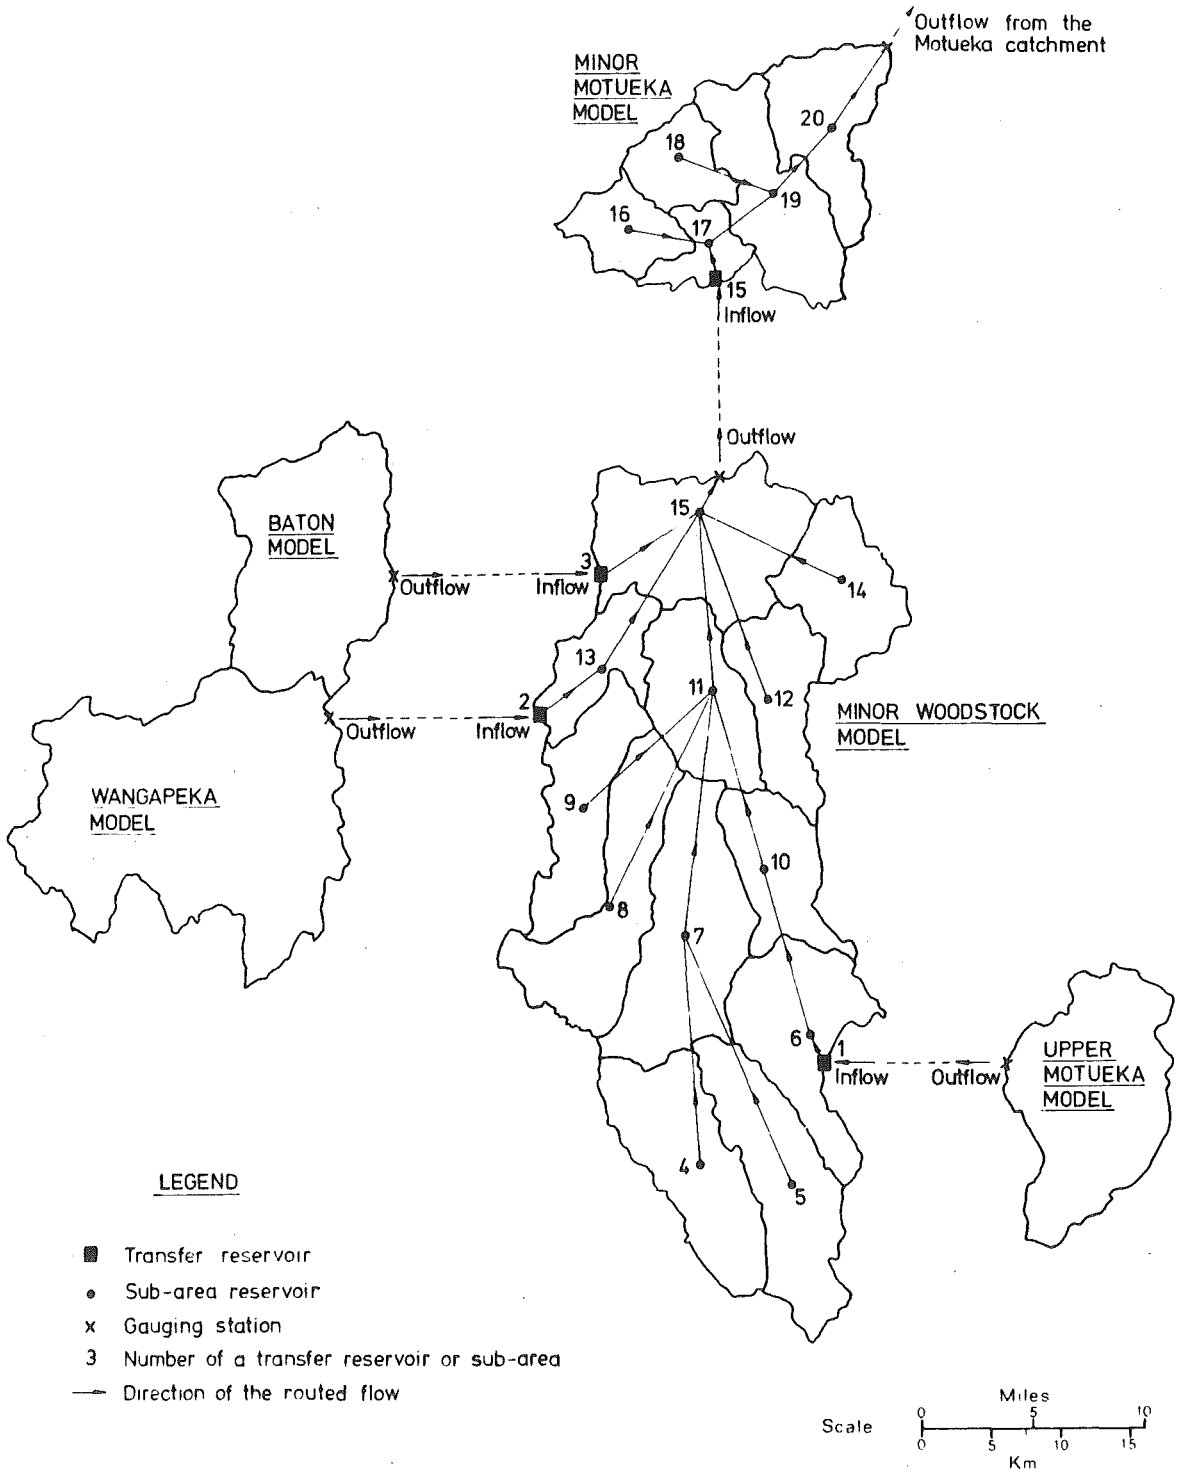 Outflow from the
Motueka catchment
MINOR
MOTUEKA
MODEL
20
18
19
16
17
15
Inflow
Outflow
15
BATON
MODEL
3
Outflow
Inflow
14
13
11
12
2
Outflow
Inflow
MINOR WOODSTOCK
MODEL
WANGAPEKA
MODEL
9
10
8
7
6
1
Inflow
Outflow
UPPER
MOTUEKA
MODEL
4
5
LEGEND
Transfer reservoir
Sub-area reservoir
x Gauging station
3 Number of a transfer reservoir or sub-area
Direction of the routed flow
Miles
0 5 10
Scale
0 5 10 15
Km